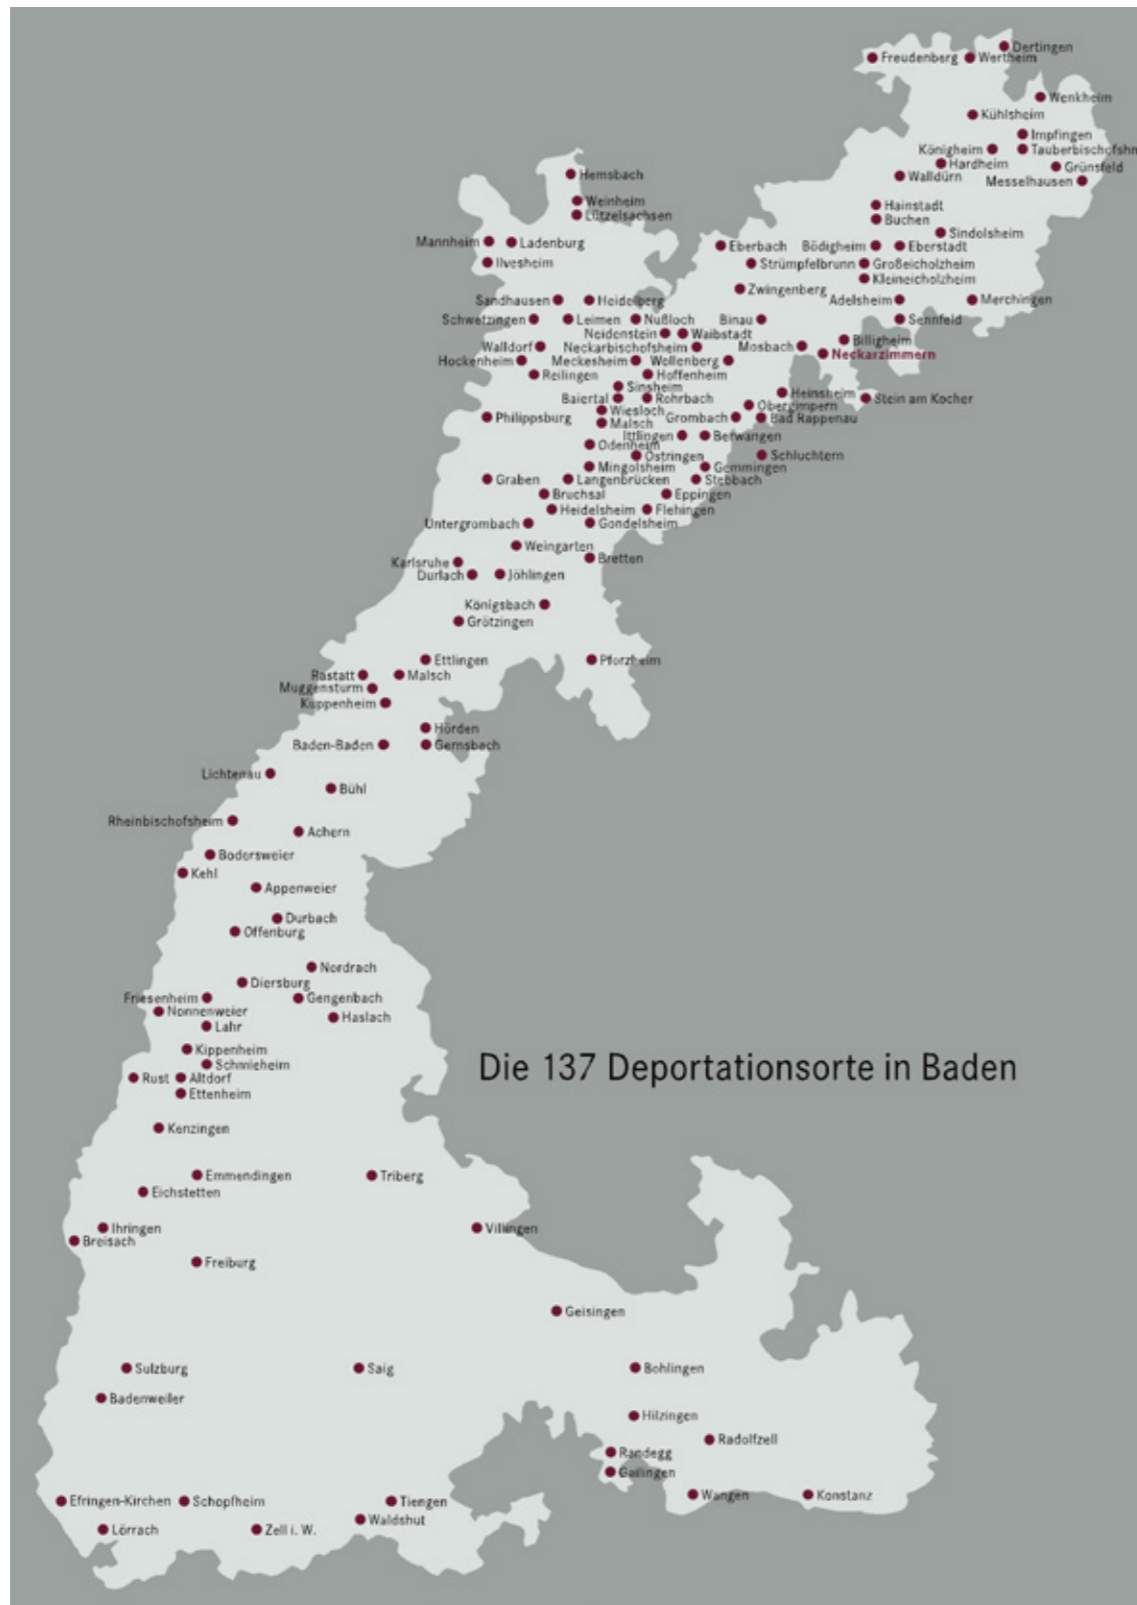 Dertingen
Freudenberg
Wertheim
Wenkheim
Kühlsheim
Impfingen
Königheim
Tauberbischofshm
Hardheim
Grünsfeld
Walldürn
Messelhausen
Hemsbach
Weinheim
Lützelsachsen
Hainstadt
Buchen
Sindolsheim
Mannheim
Ladenburg
Eberbach
Bödigheim
Eberstadt
Ilvesheim
Strümpfelbrunn
Großeicholzheim
Kleineicholzheim
Zwingenberg
Sandhausen
Heidelberg
Adelsheim
Merchingen
Schwetzingen
Leimen
Nußloch
Binau
Sennfeld
Neidenstein
Waibstadt
Billigheim
Walldorf
Neckarbischofsheim
Mosbach
Neckarzimmern
Hockenheim
Meckesheim
Wollenberg
Reilingen
Hoffenheim
Sinsheim
Heinsheim
Baiertal
Rohrbach
Stein am Kocher
Obergimpern
Wiesloch
Philippsburg
Grombach
Bad Rappenau
Malsch
Ittlingen
Berwangen
Odenheim
Östringen
Schluchtern
Mingolsheim
Gemmingen
Graben
Langenbrücken
Stebbach
Bruchsal
Eppingen
Heidelsheim
Flehingen
Untergrombach
Gondelsheim
Weingarten
Bretten
Karlsruhe
Durlach
Jöhlingen
Königsbach
Grötzingen
Ettlingen
Pforzheim
Rastatt
Malsch
Muggensturm
Kuppenheim
Hörden
Baden-Baden
Gernsbach
Lichtenau
Bühl
Rheinbischofsheim
Achern
Bodersweier
Kehl
Appenweier
Durbach
Offenburg
Nordrach
Diersburg
Friesenheim
Gengenbach
Nonnenweier
Haslach
Lahr
Kippenheim
Schmieheim
Die 137 Deportationsorte in Baden
Rust
Altdorf
Ettenheim
Kenzingen
Emmendingen
Triberg
Eichstetten
Ihringen
Villingen
Breisach
Freiburg
Geisingen
Sulzburg
Saig
Bohlingen
Badenweiler
Hilzingen
Radolfzell
Randegg
Gailingen
Wangen
Konstanz
Efringen-Kirchen
Schopfheim
Tiengen
Waldshut
Lörrach
Zell i. W.